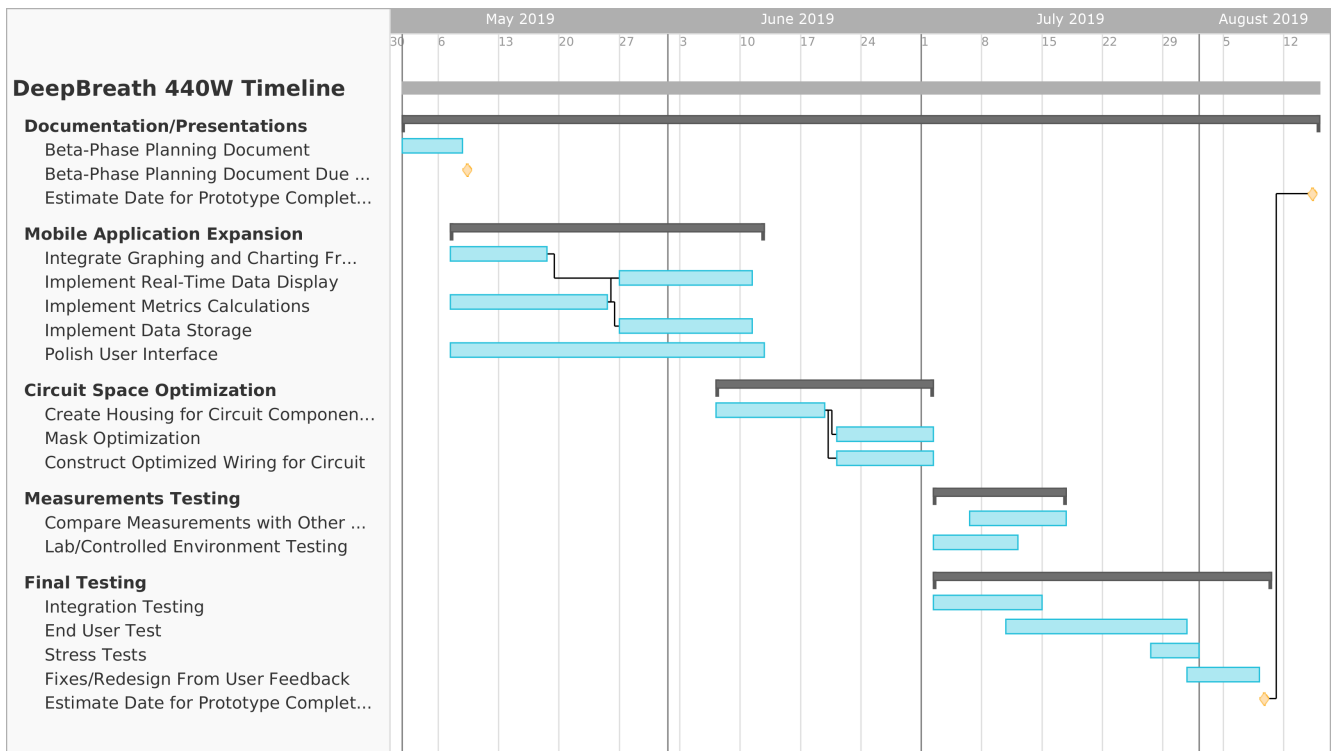 May 2019 June 2019 July 2019 August 2019
30 6 13 20 27 3 10 17 24 1 8 15 22 29 5 12
DeepBreath 440W Timeline
Documentation/Presentations
Beta-Phase Planning Document
Beta-Phase Planning Document Due ...
Estimate Date for Prototype Complet...
Mobile Application Expansion
Integrate Graphing and Charting Fr...
Implement Real-Time Data Display
Implement Metrics Calculations
Implement Data Storage
Polish User Interface
Circuit Space Optimization
Create Housing for Circuit Componen...
Mask Optimization
Construct Optimized Wiring for Circuit
Measurements Testing
Compare Measurements with Other ...
Lab/Controlled Environment Testing
Final Testing
Integration Testing
End User Test
Stress Tests
Fixes/Redesign From User Feedback
Estimate Date for Prototype Complet...